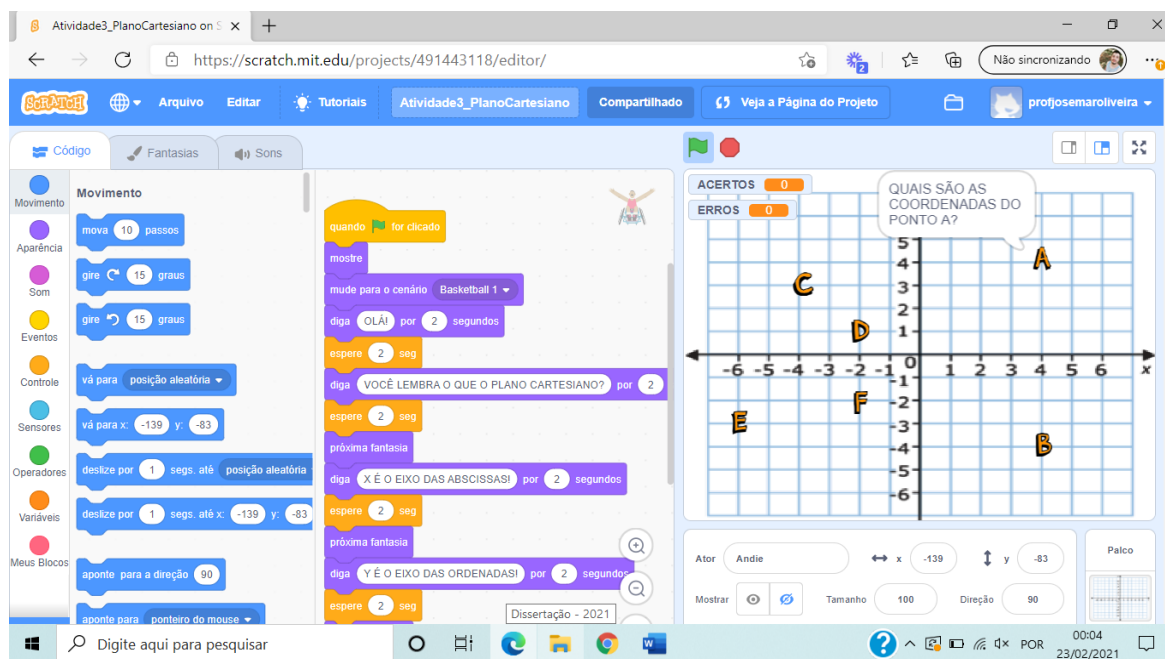 Atividade3_PlanoCartesiano on S
https://scratch.mit.edu/projects/491443118/editor/
2
Não sincronizando
SCRATCH
Arquivo
Editar
Tutoriais
Atividade3_PlanoCartesiano
Compartilhado
Veja a Página do Projeto
profjosemaroliveira
Código
Fantasias
Sons
Movimento
Aparência
Som
Eventos
Controle
Sensores
Operadores
Variáveis
Meus Blocos
Movimento
mova 10 passos
gire 15 graus
gire 15 graus
vá para posição aleatória
vá para x: -139 y: -83
deslize por 1 segs. até posição aleatória
deslize por 1 segs. até x: -139 y: -83
aponte para a direção 90
aponte para ponteiro do mouse
quando for clicado
mostre
mude para o cenário Basketball 1
diga OLÁ! por 2 segundos
espere 2 seg
diga VOCÊ LEMBRA O QUE O PLANO CARTESIANO? por 2
espere 2 seg
próxima fantasia
diga X É O EIXO DAS ABSCISSAS! por 2 segundos
espere 2 seg
próxima fantasia
diga Y É O EIXO DAS ORDENADAS! por 2 segundos
espere 2 seg
Dissertação - 2021
ACERTOS 0
ERROS 0
QUAIS SÃO AS
COORDENADAS DO
PONTO A?
5
4
3
2
1
A
C
D
-6 -5 -4 -3 -2 -1 0 1 2 3 4 5 6 x
-1
-2
-3
-4
-5
-6
F
E
B
Ator Andie x -139 y -83
Mostrar Tamanho 100 Direção 90
Palco
Digite aqui para pesquisar
POR
00:04
23/02/2021